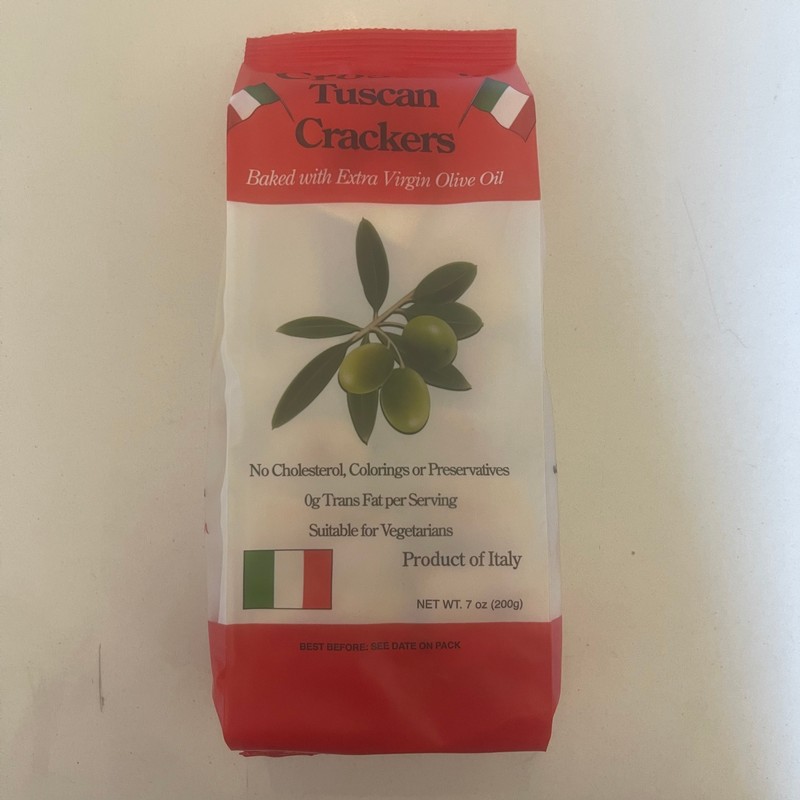 Tuscan
Crackers
Baked with Extra Virgin Olive Oil
No Cholesterol, Colorings or Preservatives
0g Trans Fat per Serving
Suitable for Vegetarians
Product of Italy
NET WT. 7 oz (200g)
BEST BEFORE: SEE DATE ON PACK